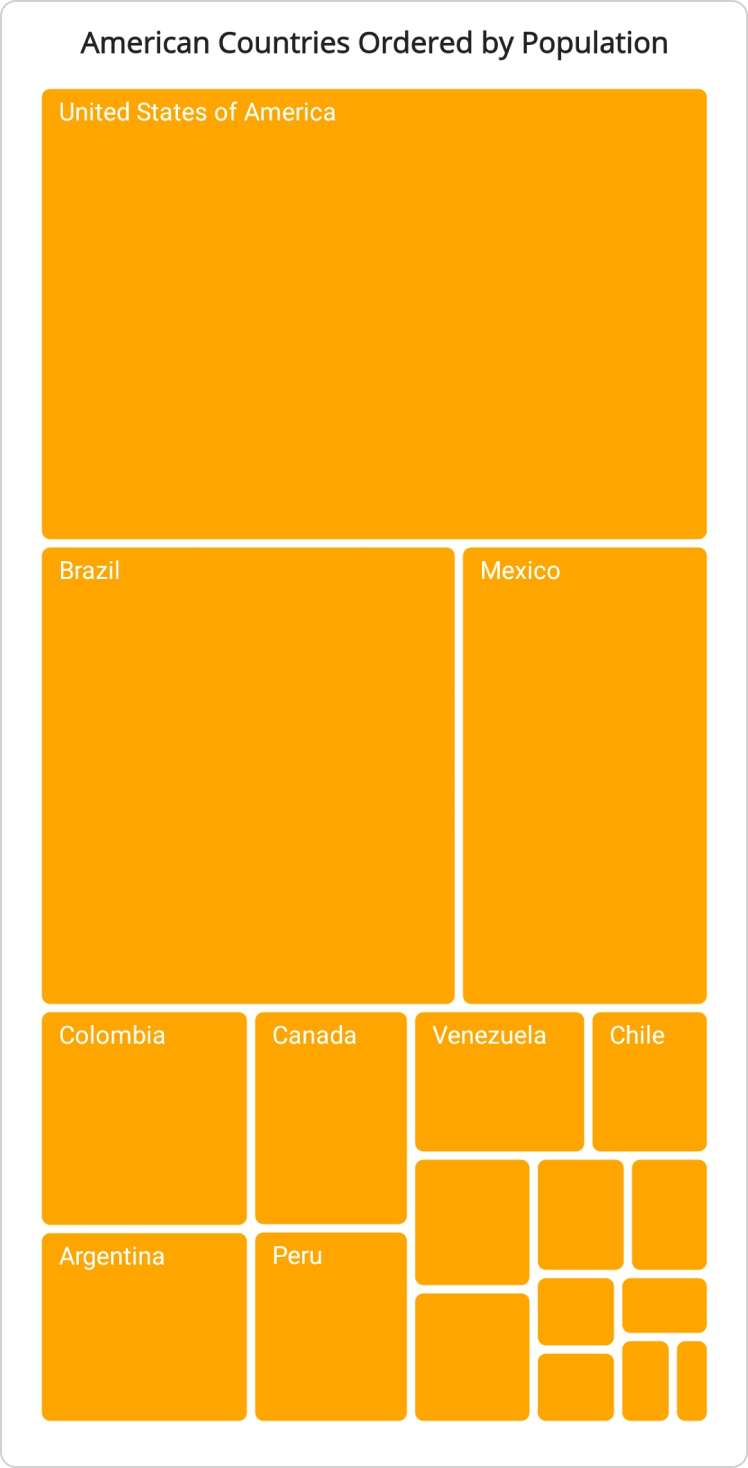 American Countries Ordered by Population
United States of America
Brazil
Mexico
Colombia
Canada
Venezuela
Chile
Argentina
Peru